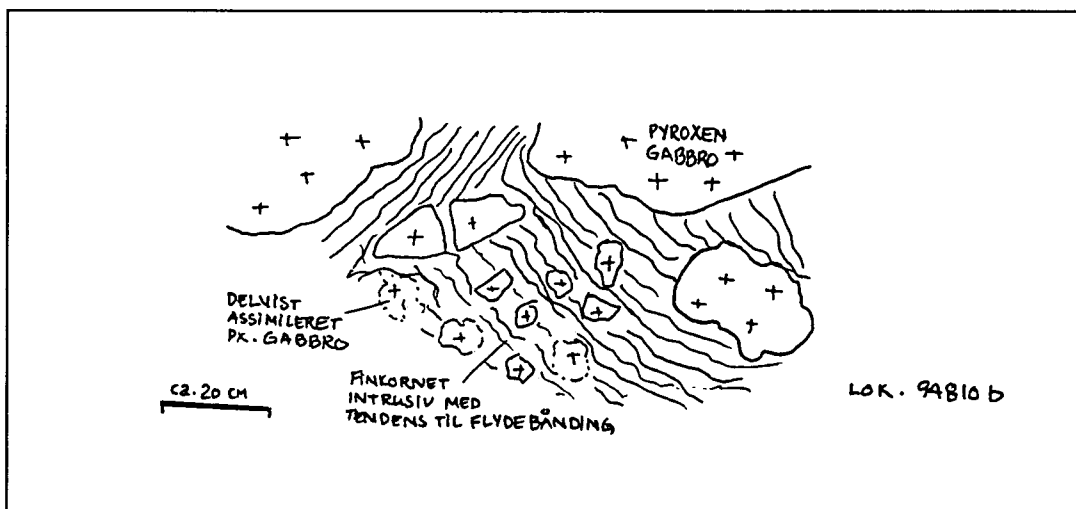 PYROXEN
GABBRO
DELVIST
ASSIMILERET
PX. GABBRO
FINKORNET
INTRUSIV MED
TENDENS TIL FLYDEBÅNDING
ca. 20 CM
LOK. 94810 b